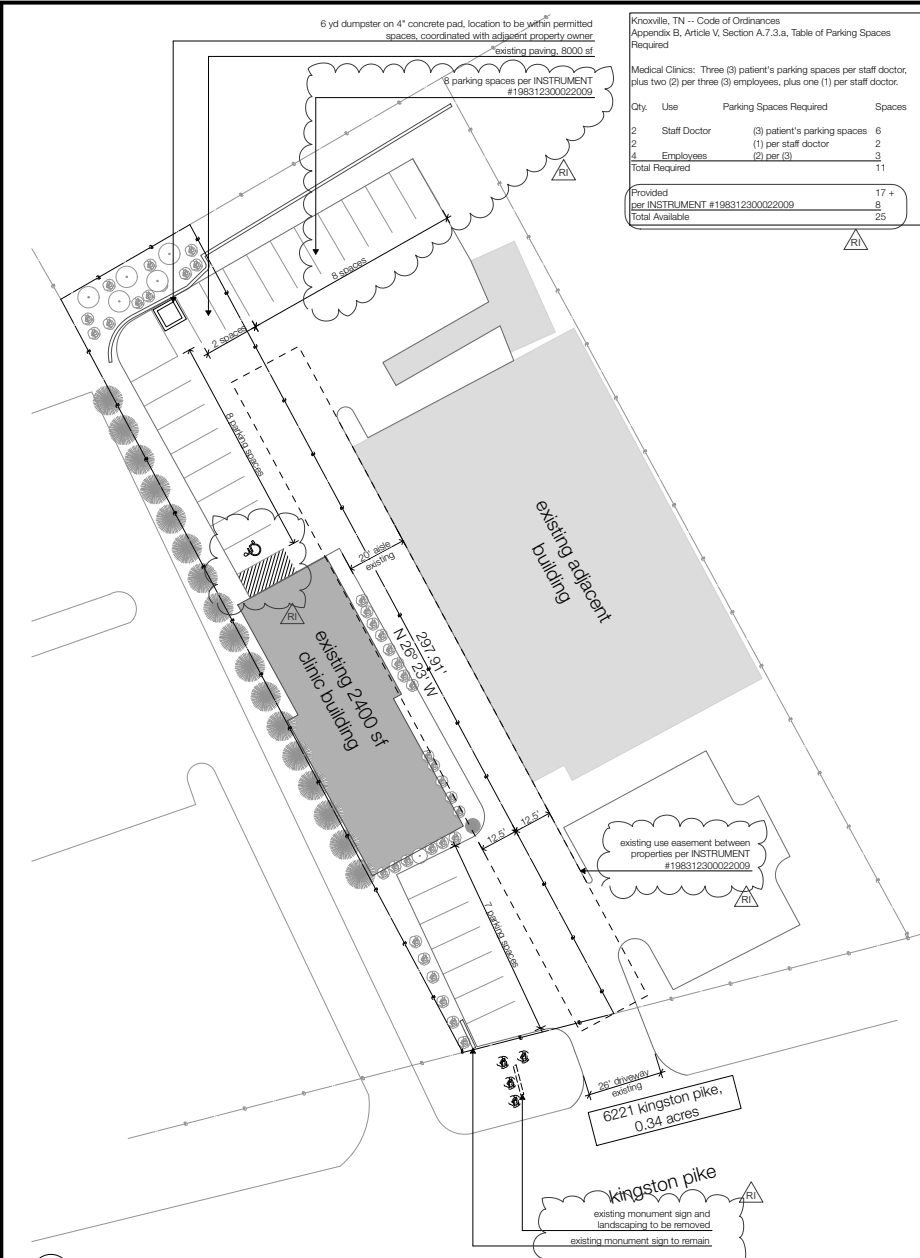 6 yd dumpster on 4" concrete pad, location to be within permitted
spaces, coordinated with adjacent property owner
existing paving, 8000 sf
8 parking spaces per INSTRUMENT
#198312300022009
RI
Knoxville, TN -- Code of Ordinances
Appendix B, Article V, Section A.7.3.a, Table of Parking Spaces
Required
Medical Clinics: Three (3) patient's parking spaces per staff doctor,
plus two (2) per three (3) employees, plus one (1) per staff doctor.
Qty. Use Parking Spaces Required Spaces
2 Staff Doctor (3) patient's parking spaces 6
2 (1) per staff doctor 2
4 Employees (2) per (3) 3
Total Required 11
Provided 17 +
per INSTRUMENT #198312300022009 8
Total Available 25
RI
8 spaces
2 spaces
8 parking spaces
RI
20' aisle
existing
existing adjacent
building
297.91'
N 26º 23' W
existing 2400 sf
clinic building
12.5'
12.5'
existing use easement between
properties per INSTRUMENT
#198312300022009
RI
7 parking spaces
26' driveway
existing
6221 kingston pike,
0.34 acres
kingston pike
RI
existing monument sign and
landscaping to be removed
existing monument sign to remain